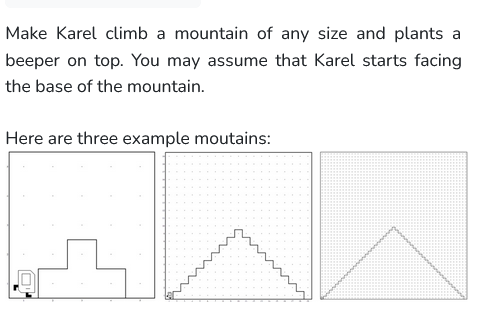 Make Karel climb a mountain of any size and plants a
beeper on top. You may assume that Karel starts facing
the base of the mountain.
Here are three example moutains: